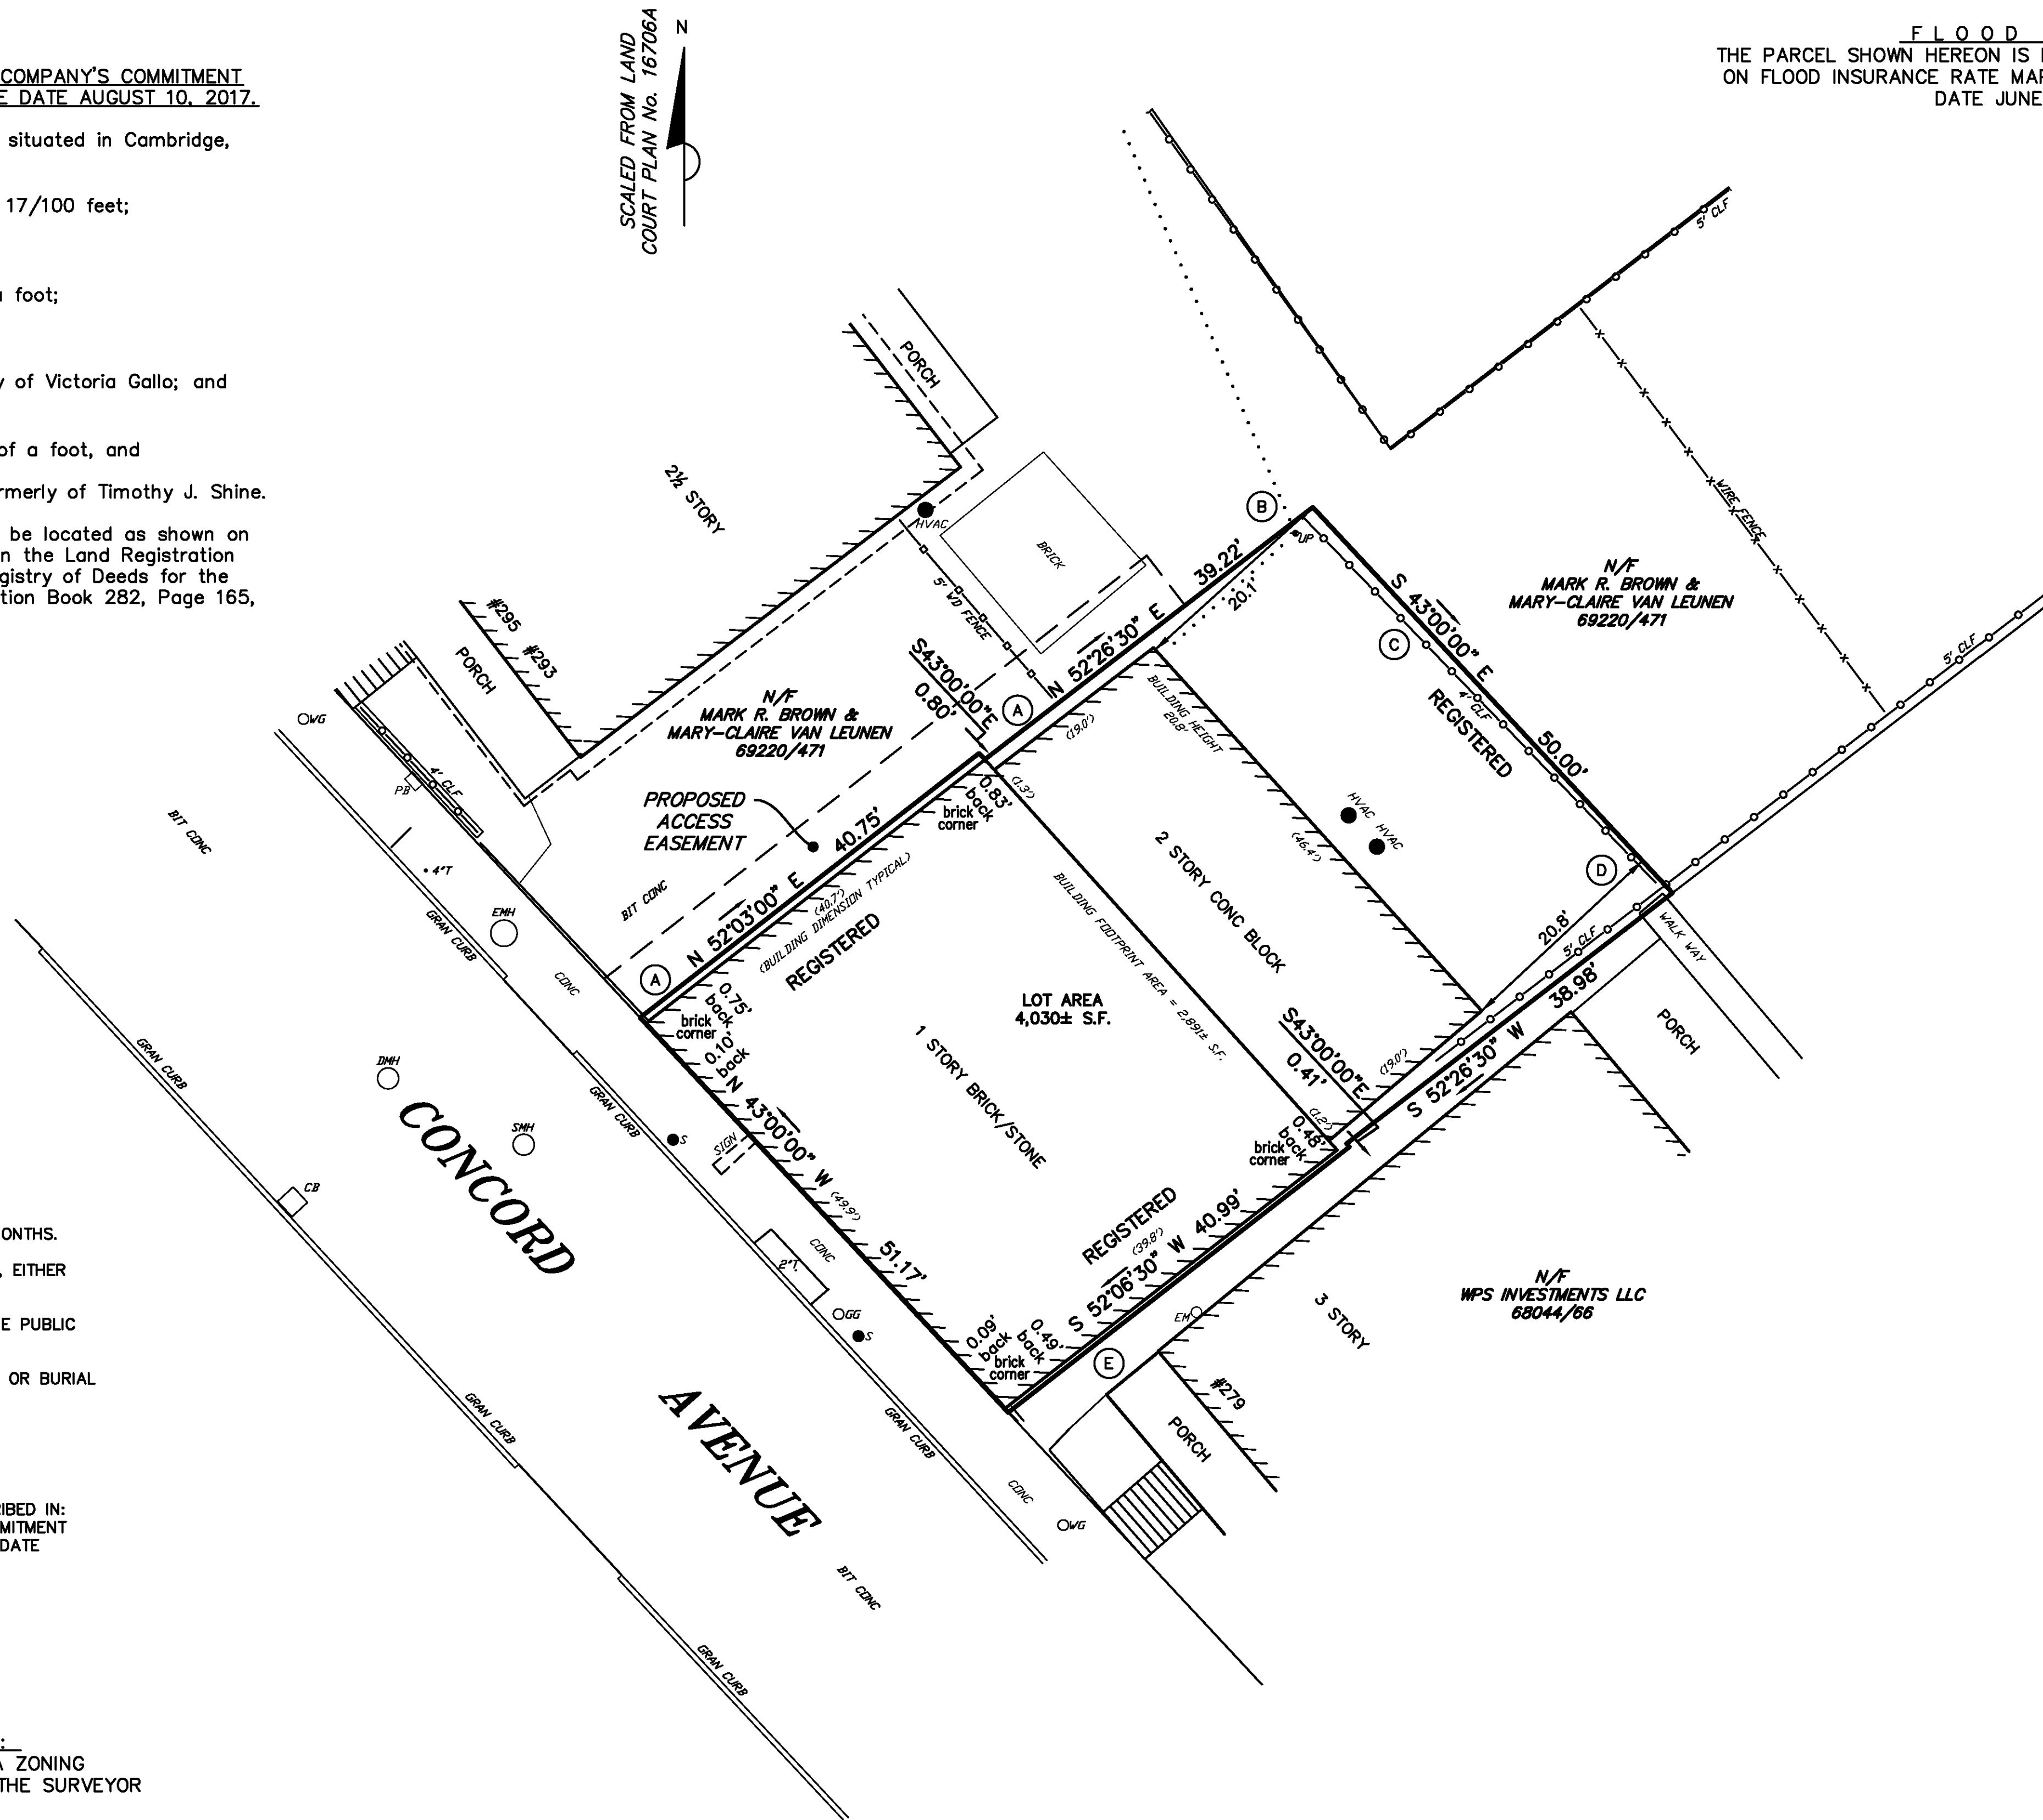 COMPANY'S COMMITMENT
E DATE AUGUST 10, 2017.
situated in Cambridge,
17/100 feet;
foot;
y of Victoria Gallo; and
of a foot, and
rmerly of Timothy J. Shine.
be located as shown on
n the Land Registration
gistry of Deeds for the
tion Book 282, Page 165,
ONTHS.
, EITHER
E PUBLIC
OR BURIAL
RIBED IN:
MITMENT
DATE
:
A ZONING
THE SURVEYOR
SCALED FROM LAND
COURT PLAN No. 16706A
N
F L O O D
THE PARCEL SHOWN HEREON IS
ON FLOOD INSURANCE RATE MAP
DATE JUNE
PORCH
2½ STORY
HVAC
BRICK
5' WD FENCE
#295
#293
PORCH
WG
4' CLF
PB
4"T
EMH
GRAN CURB
CONC
BIT CONC
BIT CONC
N/F
MARK R. BROWN &
MARY-CLAIRE VAN LEUNEN
69220/471
PROPOSED
ACCESS
EASEMENT
S43°00'00"E
0.80'
A
N 52°26'30" E
39.22'
20.1'
B
UP
S 43°00'00" E
50.00'
C
4' CLF
REGISTERED
D
5' CLF
WIRE FENCE
5' CLF
N/F
MARK R. BROWN &
MARY-CLAIRE VAN LEUNEN
69220/471
A
N 52°03'00" E
40.75'
(40.7')
(BUILDING DIMENSION TYPICAL)
REGISTERED
0.83'
back
brick
corner
(1.3')
(19.0')
BUILDING HEIGHT
20.8'
(46.4')
HVAC
HVAC
2 STORY CONC BLOCK
BUILDING FOOTPRINT AREA = 2,891± S.F.
LOT AREA
4,030± S.F.
1 STORY BRICK/STONE
0.75'
back
brick
corner
0.10'
back
N 43°00'00" W
(49.9')
51.17'
SIGN
S43°00'00"E
0.41'
(19.0')
(1.2')
0.48'
back
brick
corner
20.8'
5' CLF
S 52°26'30" W
38.98'
WALK WAY
PORCH
REGISTERED
(39.8')
S 52°06'30" W
40.99'
0.09'
back
0.49'
back
brick
corner
E
EM
3 STORY
#279
PORCH
N/F
WPS INVESTMENTS LLC
68044/66
GRAN CURB
DMH
SMH
CB
CONCORD
AVENUE
GRAN CURB
S
2"T
CONC
GG
S
GRAN CURB
GRAN CURB
CONC
WG
BIT CONC
GRAN CURB